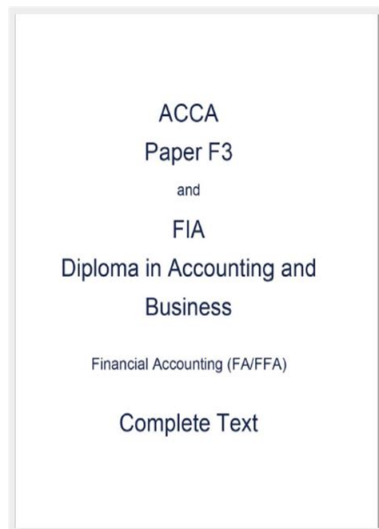 ACCA
Paper F3
and
FIA
Diploma in Accounting and
Business
Financial Accounting (FA/FFA)
Complete Text